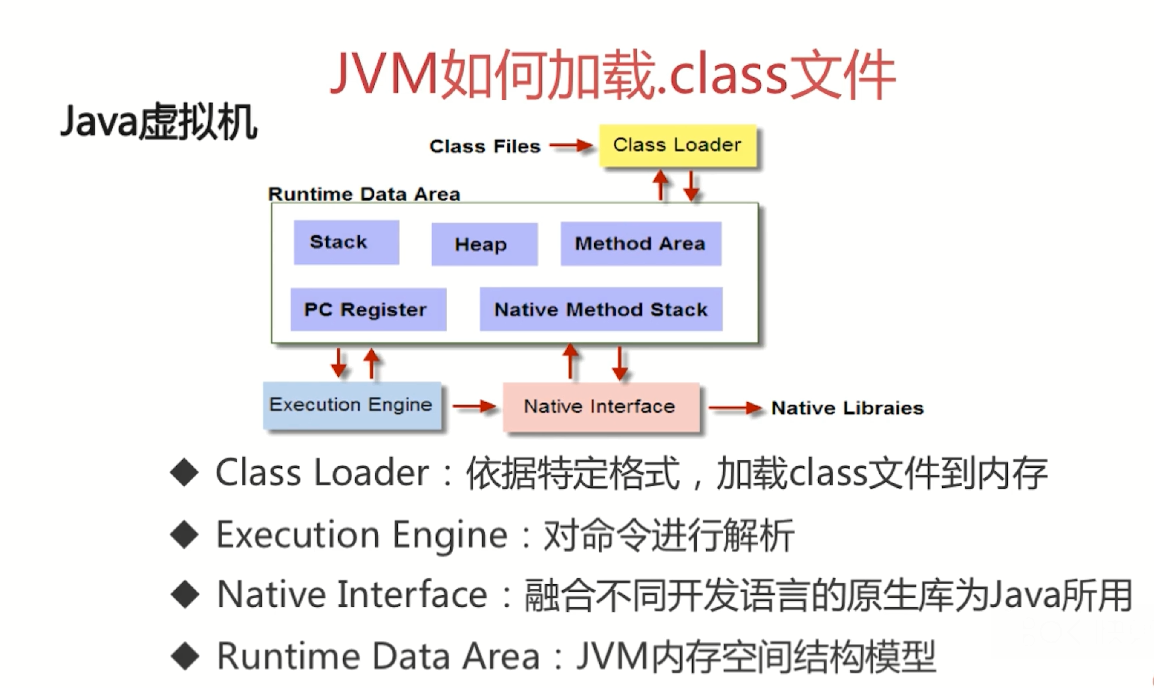 JVM如何加载.class文件
Java虚拟机
Class Files
Class Loader
Runtime Data Area
Stack
Heap
Method Area
PC Register
Native Method Stack
Execution Engine
Native Interface
Native Libraies
◆ Class Loader：依据特定格式，加载class文件到内存
◆ Execution Engine：对命令进行解析
◆ Native Interface：融合不同开发语言的原生库为Java所用
◆ Runtime Data Area：JVM内存空间结构模型